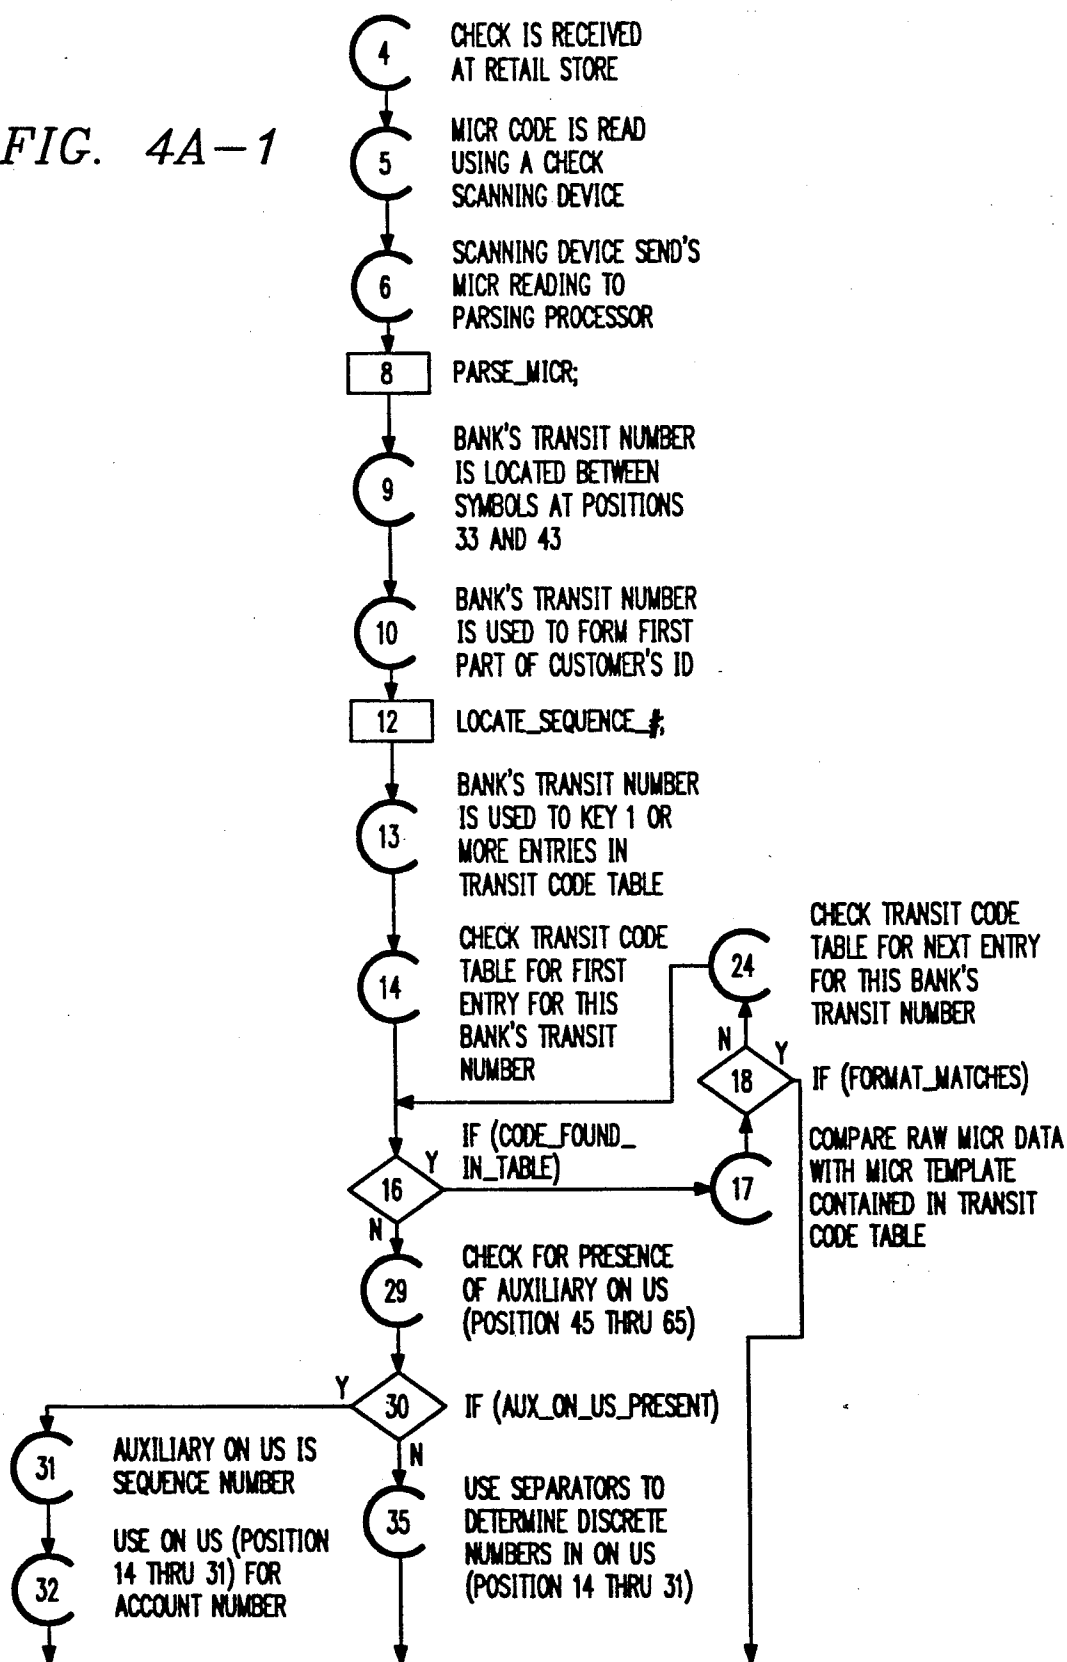 FIG. 4A-1
4
CHECK IS RECEIVED
AT RETAIL STORE
5
MICR CODE IS READ
USING A CHECK
SCANNING DEVICE
6
SCANNING DEVICE SEND'S
MICR READING TO
PARSING PROCESSOR
8
PARSE_MICR;
9
BANK'S TRANSIT NUMBER
IS LOCATED BETWEEN
SYMBOLS AT POSITIONS
33 AND 43
10
BANK'S TRANSIT NUMBER
IS USED TO FORM FIRST
PART OF CUSTOMER'S ID
12
LOCATE_SEQUENCE_#;
13
BANK'S TRANSIT NUMBER
IS USED TO KEY 1 OR
MORE ENTRIES IN
TRANSIT CODE TABLE
14
CHECK TRANSIT CODE
TABLE FOR FIRST
ENTRY FOR THIS
BANK'S TRANSIT
NUMBER
24
CHECK TRANSIT CODE
TABLE FOR NEXT ENTRY
FOR THIS BANK'S
TRANSIT NUMBER
N
Y
18
IF (FORMAT_MATCHES)
16
Y
IF (CODE_FOUND_
IN_TABLE)
17
COMPARE RAW MICR DATA
WITH MICR TEMPLATE
CONTAINED IN TRANSIT
CODE TABLE
N
29
CHECK FOR PRESENCE
OF AUXILIARY ON US
(POSITION 45 THRU 65)
Y
30
IF (AUX_ON_US_PRESENT)
N
31
AUXILIARY ON US IS
SEQUENCE NUMBER
32
USE ON US (POSITION
14 THRU 31) FOR
ACCOUNT NUMBER
35
USE SEPARATORS TO
DETERMINE DISCRETE
NUMBERS IN ON US
(POSITION 14 THRU 31)